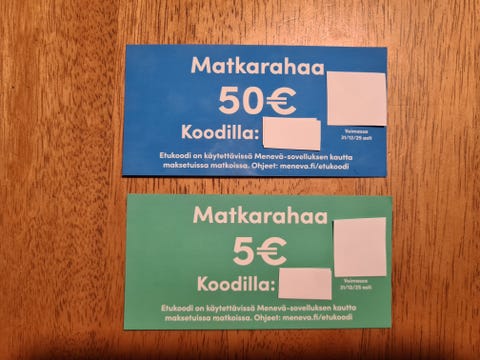 Matkarahaa
50€
Koodilla:
Voimassa
31/12/25 asti
Etukoodi on käytettävissä Menevä-sovelluksen kautta
maksetuissa matkoissa. Ohjeet: meneva.fi/etukoodi
Matkarahaa
5€
Koodilla:
Voimassa
31/12/25 asti
Etukoodi on käytettävissä Menevä-sovelluksen kautta
maksetuissa matkoissa. Ohjeet: meneva.fi/etukoodi